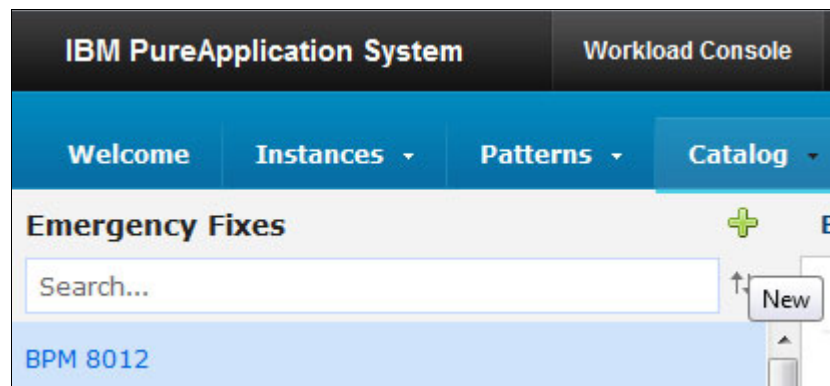 IBM PureApplication System Workload Console
Welcome Instances Patterns Catalog
Emergency Fixes
Search...
New
BPM 8012